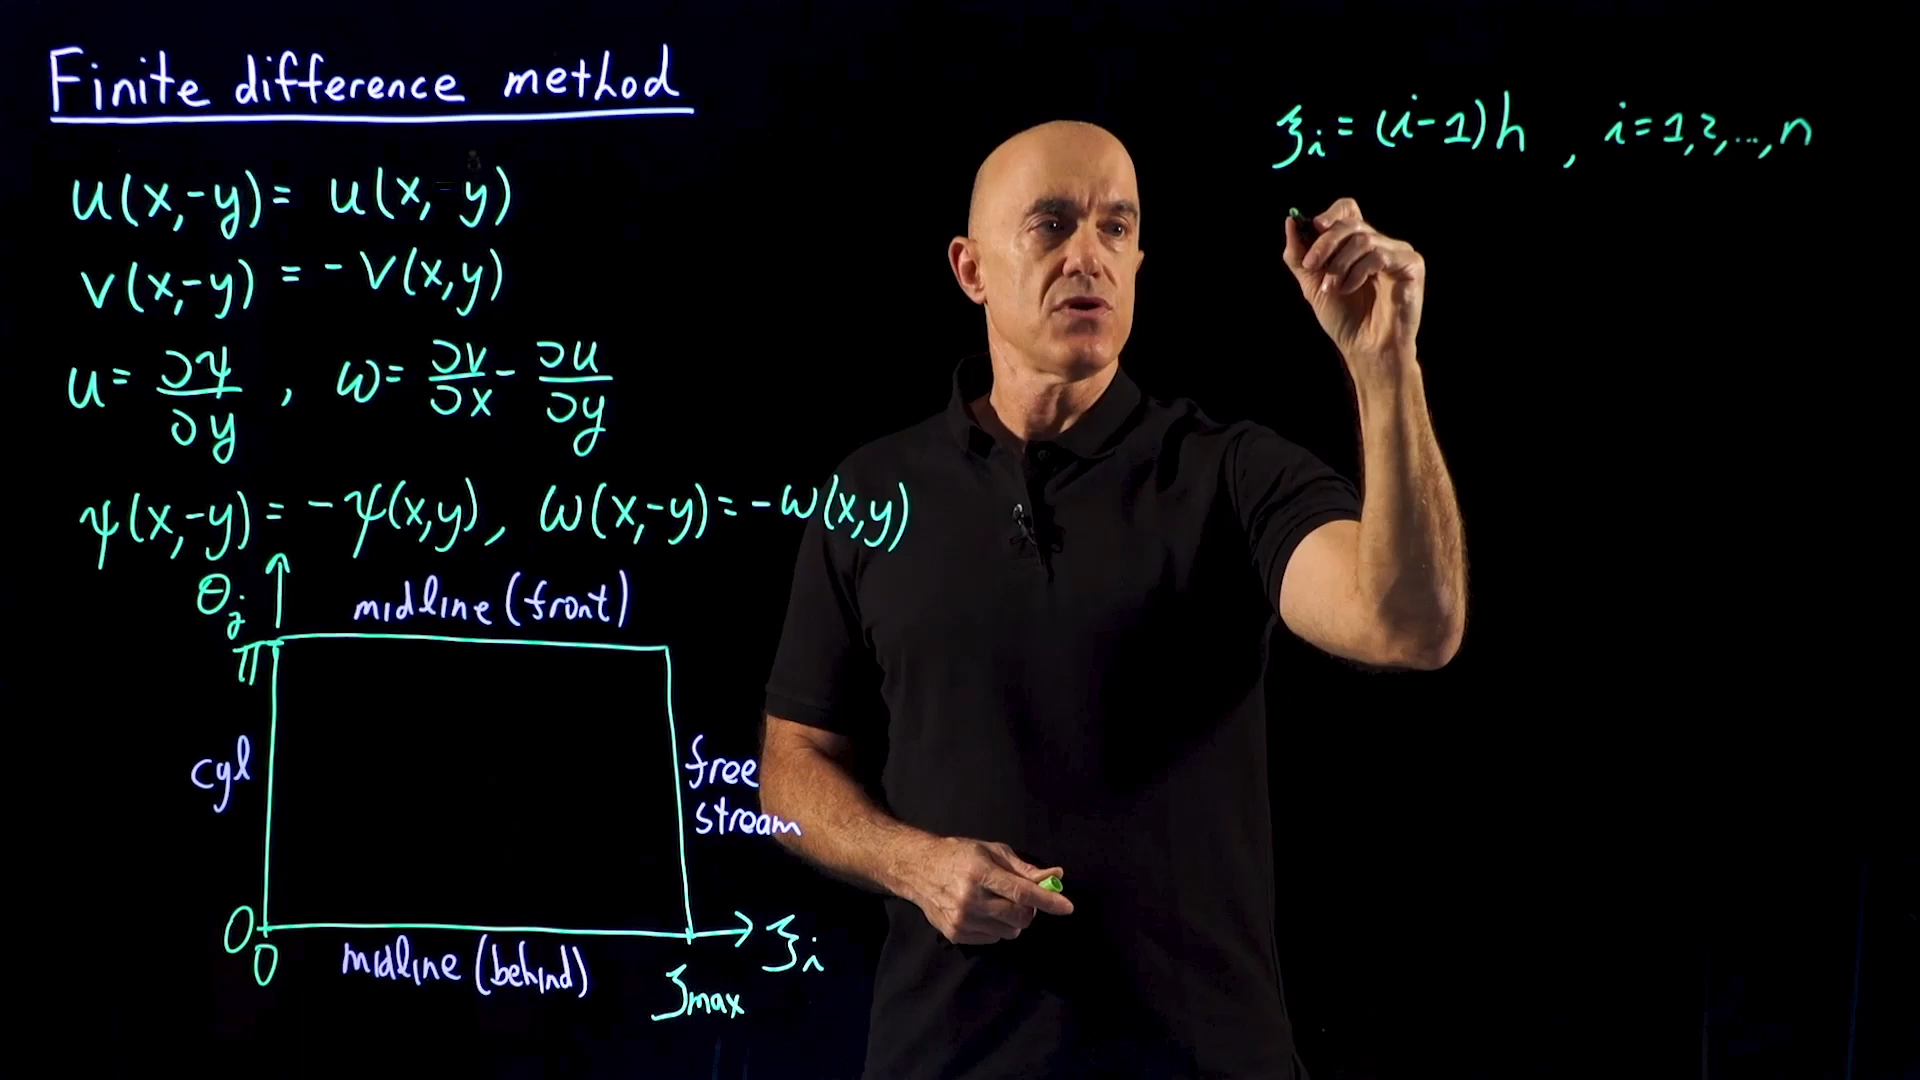 Finite difference method
u(x,-y) = u(x,-y)
v(x,-y) = -v(x,y)
u = ∂ψ/∂y , ω = ∂v/∂x - ∂u/∂y
ψ(x,-y) = -ψ(x,y), ω(x,-y) = -ω(x,y)
θj
midline (front)
π
cyl
free
stream
0
0
midline (behind)
ξmax
ξi
ξi = (i-1)h , i=1,2,...,n